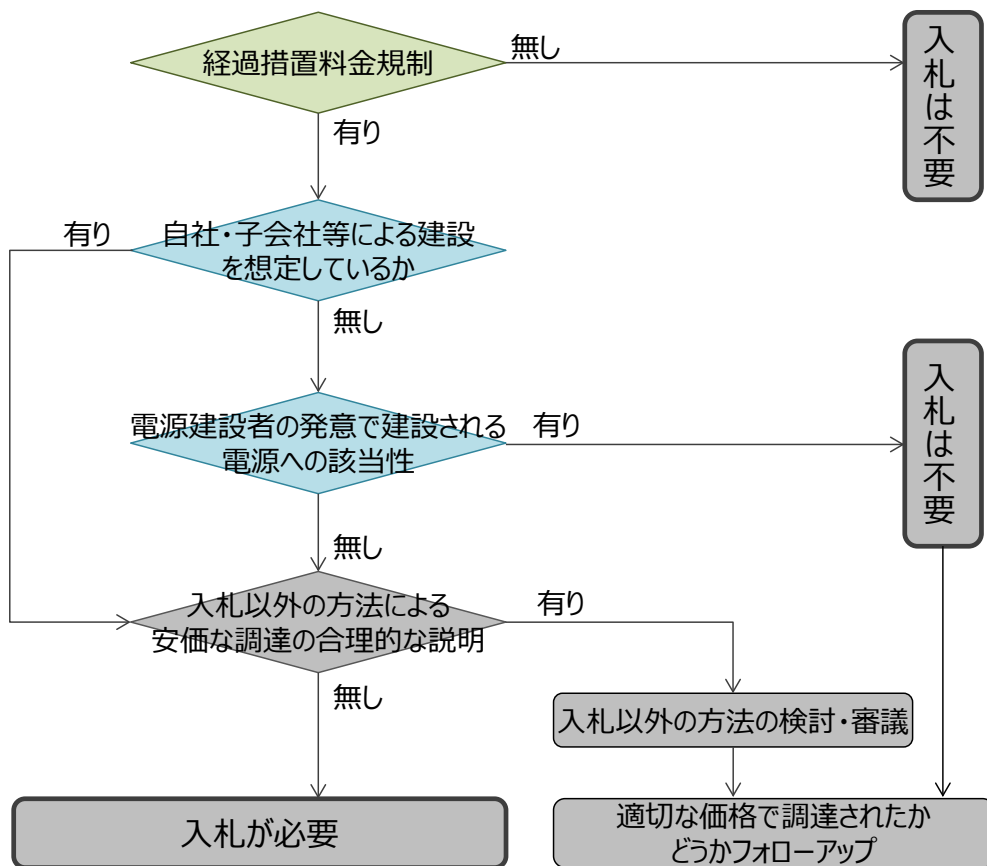 経過措置料金規制
無し
入札は不要
有り
有り
自社・子会社等による建設
を想定しているか
無し
電源建設者の発意で建設される
電源への該当性
有り
入札は不要
無し
入札以外の方法による
安価な調達の合理的な説明
有り
無し
入札以外の方法の検討・審議
入札が必要
適切な価格で調達されたか
どうかフォローアップ